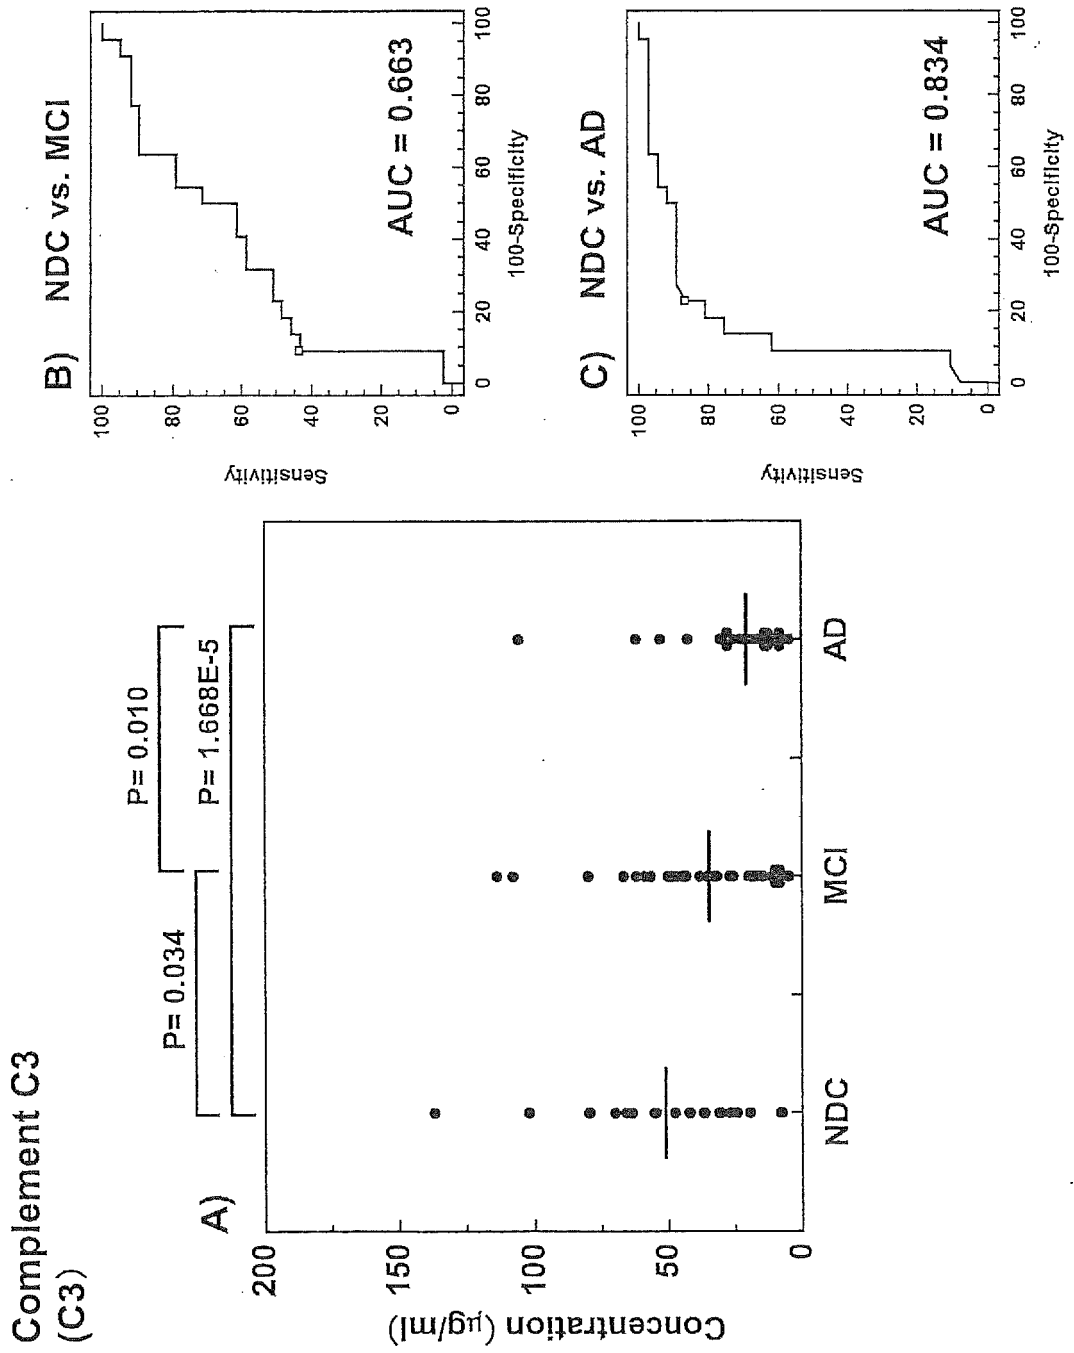 Complement C3
(C3)
A)
P= 0.034
P= 0.010
P= 1.668E-5
Concentration (µg/ml)
200
150
100
50
0
NDC
MCI
AD
B) NDC vs. MCI
Sensitivity
100
80
60
40
20
0
AUC = 0.663
0
20
40
60
80
100
100-Specificity
C) NDC vs. AD
Sensitivity
100
80
60
40
20
0
AUC = 0.834
0
20
40
60
80
100
100-Specificity